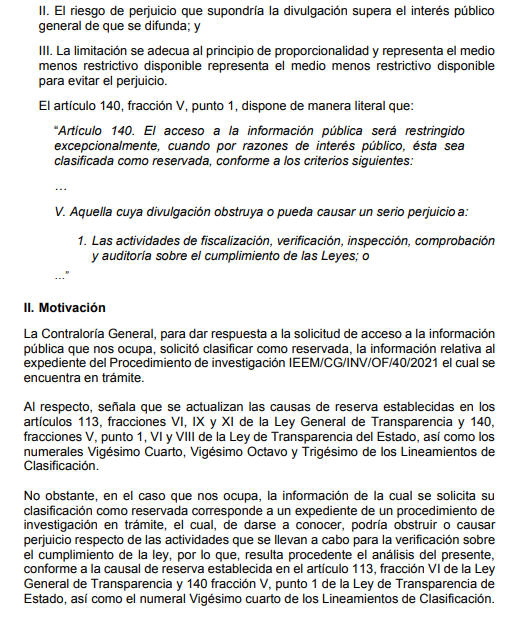 II. El riesgo de perjuicio que supondría la divulgación supera el interés público
general de que se difunda; y
III. La limitación se adecua al principio de proporcionalidad y representa el medio
menos restrictivo disponible representa el medio menos restrictivo disponible
para evitar el perjuicio.
El artículo 140, fracción V, punto 1, dispone de manera literal que:
“Artículo 140. El acceso a la información pública será restringido
excepcionalmente, cuando por razones de interés público, ésta sea
clasificada como reservada, conforme a los criterios siguientes:
…
V. Aquella cuya divulgación obstruya o pueda causar un serio perjuicio a:
1. Las actividades de fiscalización, verificación, inspección, comprobación
y auditoría sobre el cumplimiento de las Leyes; o
…”
II. Motivación
La Contraloría General, para dar respuesta a la solicitud de acceso a la información
pública que nos ocupa, solicitó clasificar como reservada, la información relativa al
expediente del Procedimiento de investigación IEEM/CG/INV/OF/40/2021 el cual se
encuentra en trámite.
Al respecto, señala que se actualizan las causas de reserva establecidas en los
artículos 113, fracciones VI, IX y XI de la Ley General de Transparencia y 140,
fracciones V, punto 1, VI y VIII de la Ley de Transparencia del Estado, así como los
numerales Vigésimo Cuarto, Vigésimo Octavo y Trigésimo de los Lineamientos de
Clasificación.
No obstante, en el caso que nos ocupa, la información de la cual se solicita su
clasificación como reservada corresponde a un expediente de un procedimiento de
investigación en trámite, el cual, de darse a conocer, podría obstruir o causar
perjuicio respecto de las actividades que se llevan a cabo para la verificación sobre
el cumplimiento de la ley, por lo que, resulta procedente el análisis del presente,
conforme a la causal de reserva establecida en el artículo 113, fracción VI de la Ley
General de Transparencia y 140 fracción V, punto 1 de la Ley de Transparencia de
Estado, así como el numeral Vigésimo cuarto de los Lineamientos de Clasificación.